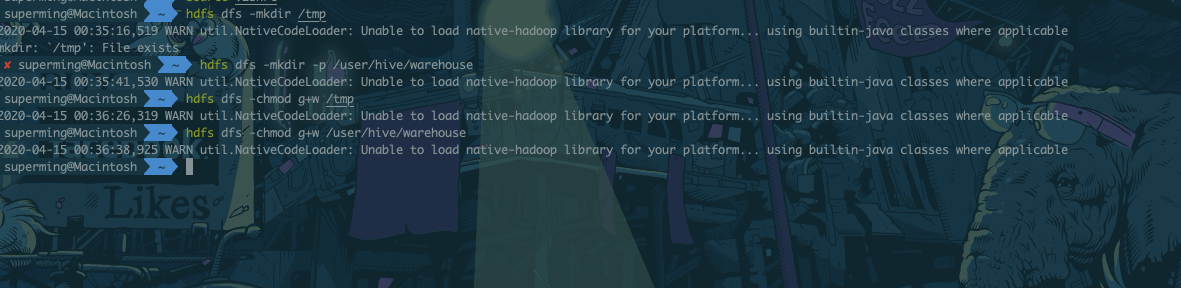 superming@Macintosh ~ hdfs dfs -mkdir /tmp
2020-04-15 00:35:16,519 WARN util.NativeCodeLoader: Unable to load native-hadoop library for your platform... using builtin-java classes where applicable
mkdir: `/tmp': File exists
✘ superming@Macintosh ~ hdfs dfs -mkdir -p /user/hive/warehouse
2020-04-15 00:35:41,530 WARN util.NativeCodeLoader: Unable to load native-hadoop library for your platform... using builtin-java classes where applicable
superming@Macintosh ~ hdfs dfs -chmod g+w /tmp
2020-04-15 00:36:26,319 WARN util.NativeCodeLoader: Unable to load native-hadoop library for your platform... using builtin-java classes where applicable
superming@Macintosh ~ hdfs dfs -chmod g+w /user/hive/warehouse
2020-04-15 00:36:38,925 WARN util.NativeCodeLoader: Unable to load native-hadoop library for your platform... using builtin-java classes where applicable
superming@Macintosh ~
Likes